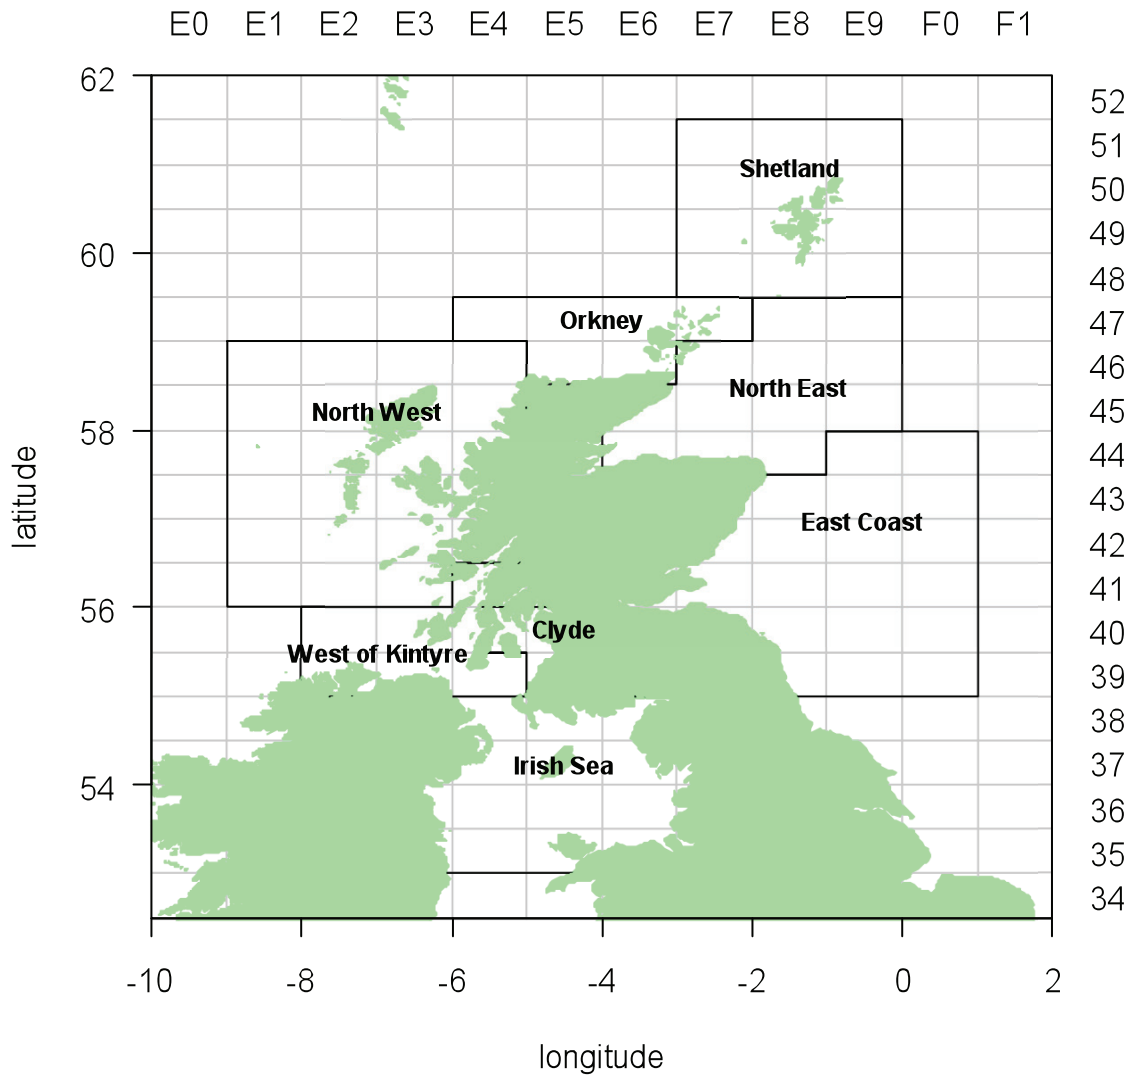 E0 E1 E2 E3 E4 E5 E6 E7 E8 E9 F0 F1
62
52
51
Shetland
50
49
60
48
Orkney
47
46
North East
North West
45
58
44
43
East Coast
42
41
56
Clyde
40
West of Kintyre
39
38
Irish Sea
37
54
36
35
34
-10 -8 -6 -4 -2 0 2
longitude
latitude